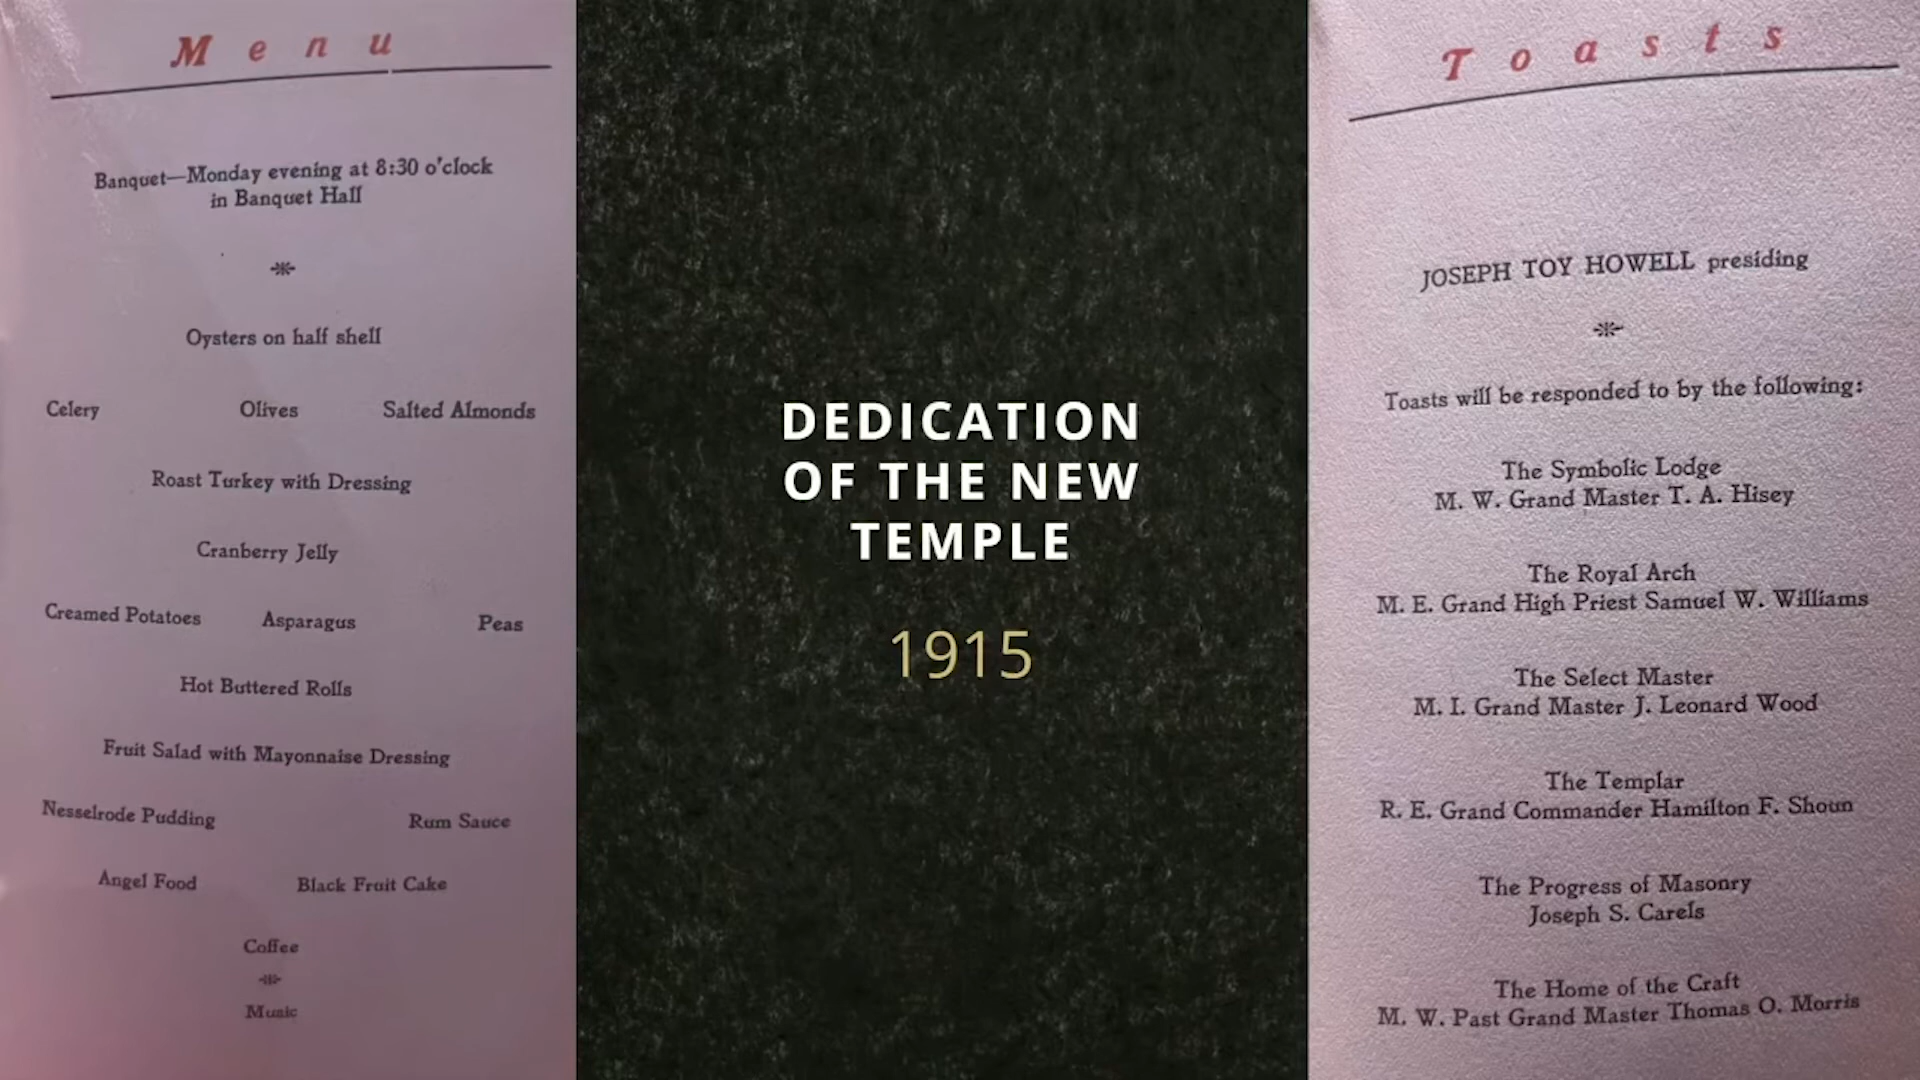 Menu
Banquet—Monday evening at 8:30 o'clock
in Banquet Hall
Oysters on half shell
Celery Olives Salted Almonds
Roast Turkey with Dressing
Cranberry Jelly
Creamed Potatoes Asparagus Peas
Hot Buttered Rolls
Fruit Salad with Mayonnaise Dressing
Nesselrode Pudding Rum Sauce
Angel Food Black Fruit Cake
Coffee
Music
DEDICATION
OF THE NEW
TEMPLE
1915
Toasts
JOSEPH TOY HOWELL presiding
Toasts will be responded to by the following:
The Symbolic Lodge
M. W. Grand Master T. A. Hisey
The Royal Arch
M. E. Grand High Priest Samuel W. Williams
The Select Master
M. I. Grand Master J. Leonard Wood
The Templar
R. E. Grand Commander Hamilton F. Shoun
The Progress of Masonry
Joseph S. Carels
The Home of the Craft
M. W. Past Grand Master Thomas O. Morris